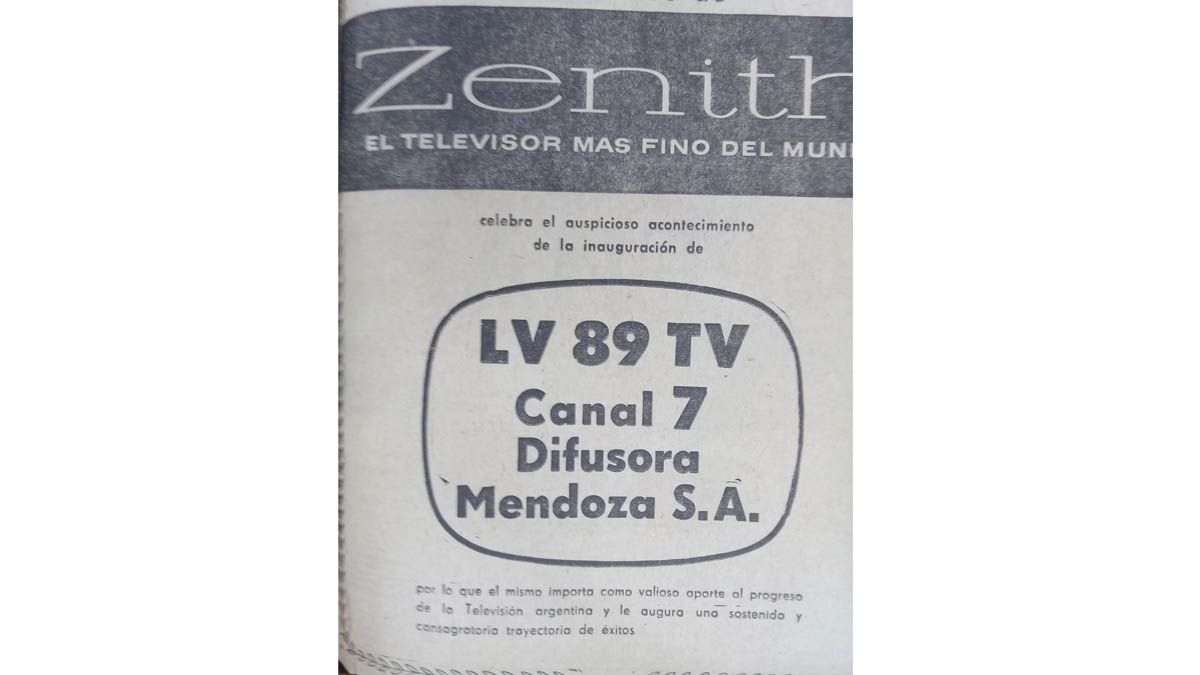 Zenith
EL TELEVISOR MAS FINO DEL MUN
celebra el auspicioso acontecimiento
de la inauguración de
LV 89 TV
Canal 7
Difusora
Mendoza S.A.
por lo que el mismo importa como valioso aporte al progreso
de la Televisión argentina y le augura una sostenida y
consagratoria trayectoria de éxitos